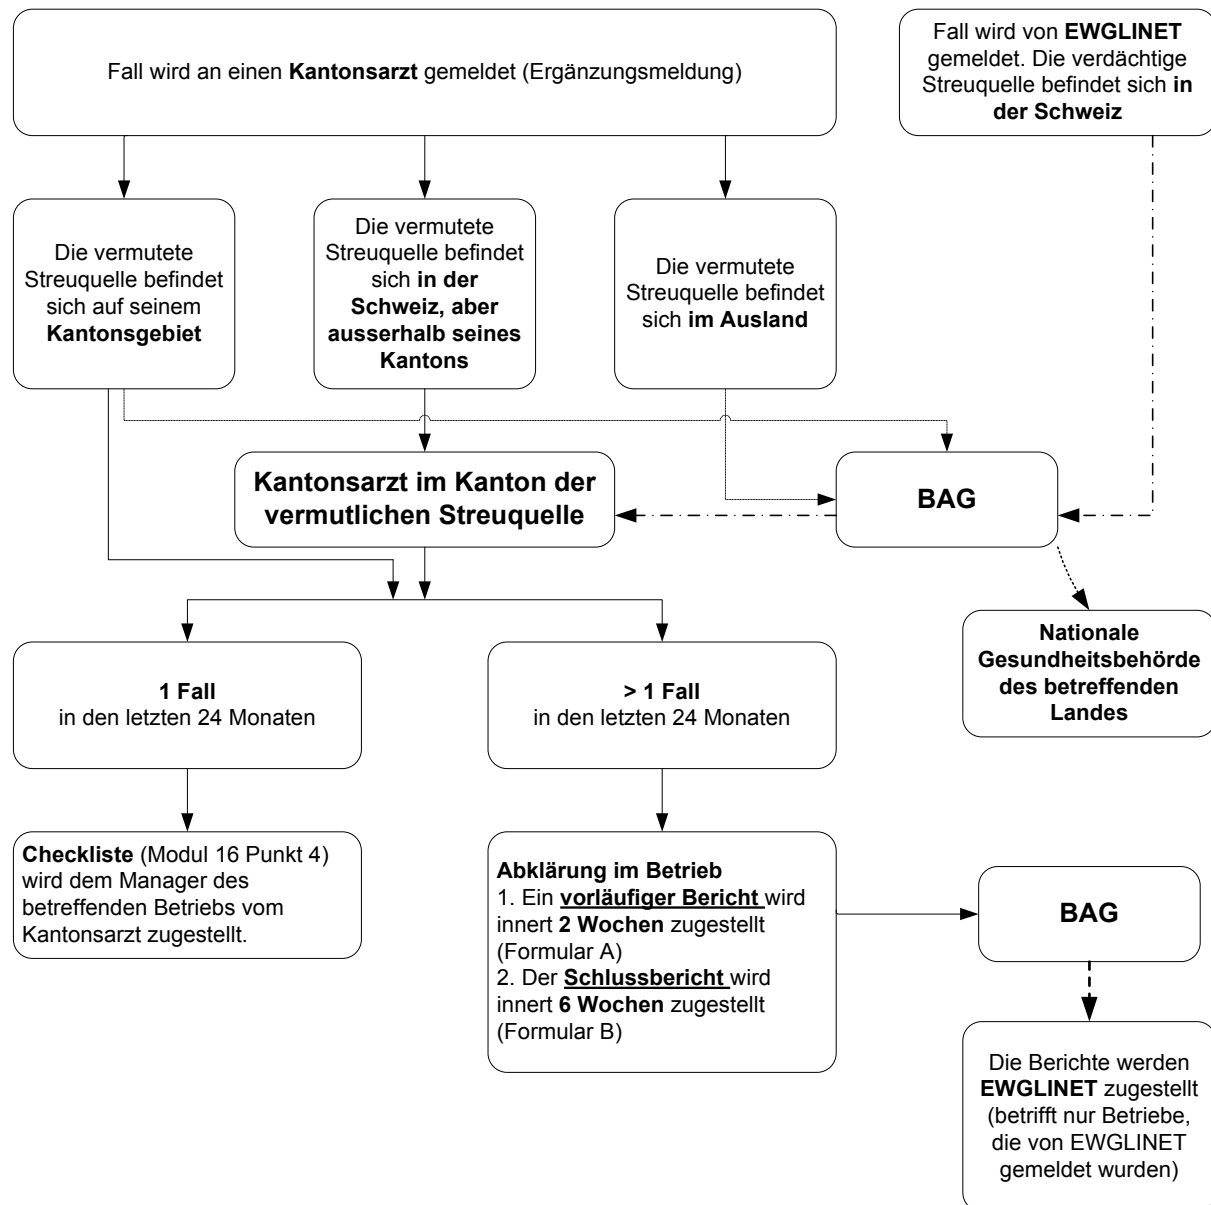 Fall wird an einen Kantonsarzt gemeldet (Ergänzungsmeldung)
Fall wird von EWGLINET
gemeldet. Die verdächtige
Streuquelle befindet sich in
der Schweiz
Die vermutete
Streuquelle befindet
sich auf seinem
Kantonsgebiet
Die vermutete
Streuquelle befindet
sich in der
Schweiz, aber
ausserhalb seines
Kantons
Die vermutete
Streuquelle befindet
sich im Ausland
Kantonsarzt im Kanton der
vermutlichen Streuquelle
BAG
Nationale
Gesundheitsbehörde
des betreffenden
Landes
1 Fall
in den letzten 24 Monaten
> 1 Fall
in den letzten 24 Monaten
Checkliste (Modul 16 Punkt 4)
wird dem Manager des
betreffenden Betriebs vom
Kantonsarzt zugestellt.
Abklärung im Betrieb
1. Ein vorläufiger Bericht wird
innert 2 Wochen zugestellt
(Formular A)
2. Der Schlussbericht wird
innert 6 Wochen zugestellt
(Formular B)
BAG
Die Berichte werden
EWGLINET zugestellt
(betrifft nur Betriebe,
die von EWGLINET
gemeldet wurden)